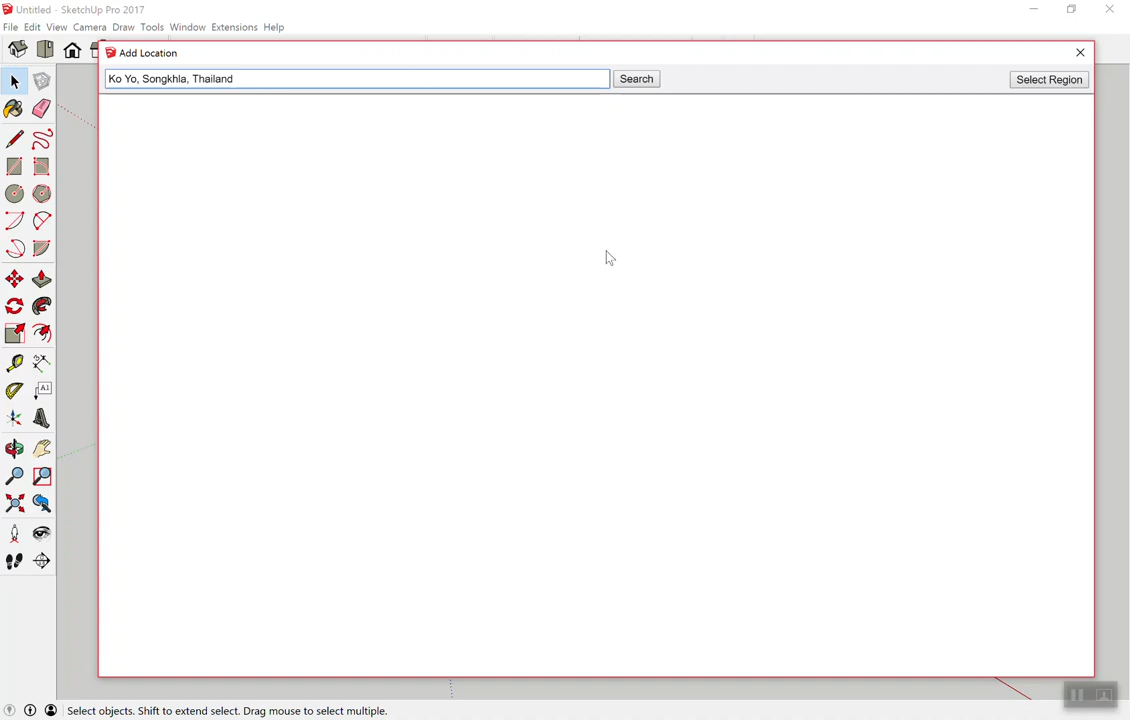 Untitled - SketchUp Pro 2017
File Edit View Camera Draw Tools Window Extensions Help
Add Location
Ko Yo, Songkhla, Thailand Search Select Region
A1
Select objects. Shift to extend select. Drag mouse to select multiple.